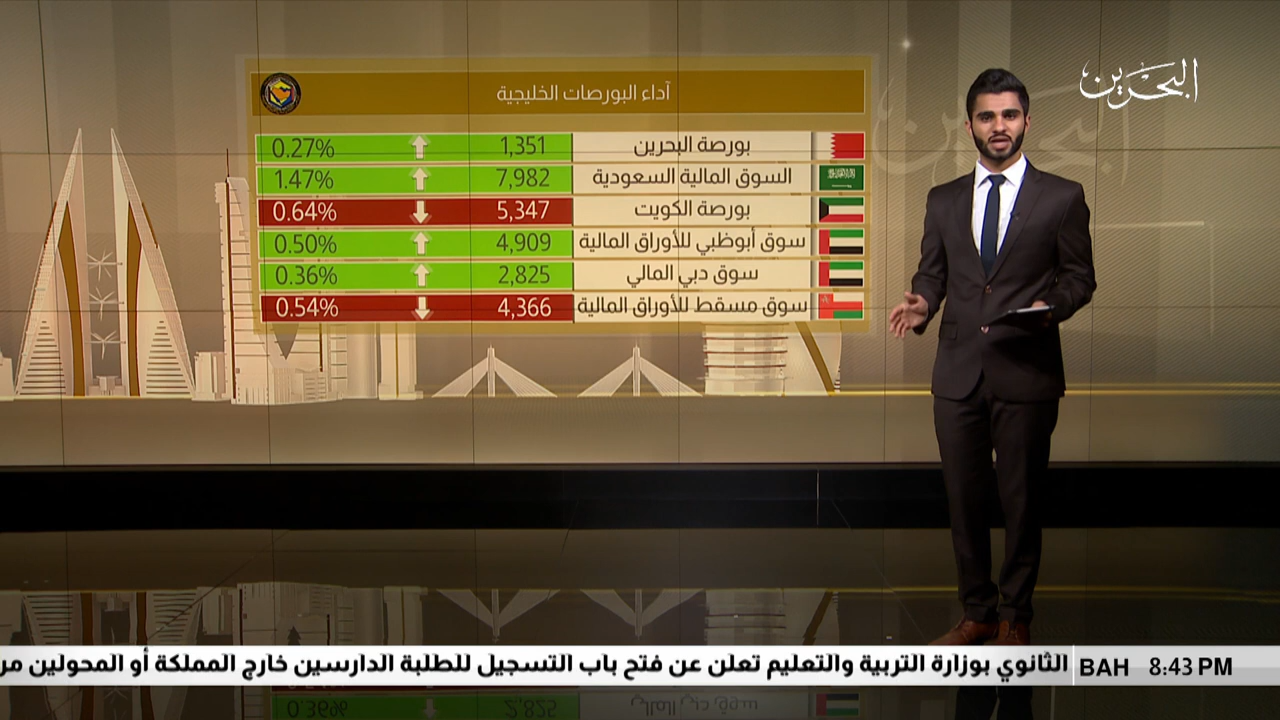 البحرين
آداء البورصات الخليجية
بورصة البحرين 1,351 0.27%
السوق المالية السعودية 7,982 1.47%
بورصة الكويت 5,347 0.64%
سوق أبوظبي للأوراق المالية 4,909 0.50%
سوق دبي المالي 2,825 0.36%
سوق مسقط للأوراق المالية 4,366 0.54%
الثانوي بوزارة التربية والتعليم تعلن عن فتح باب التسجيل للطلبة الدارسين خارج المملكة أو المحولين
BAH 8:43 PM